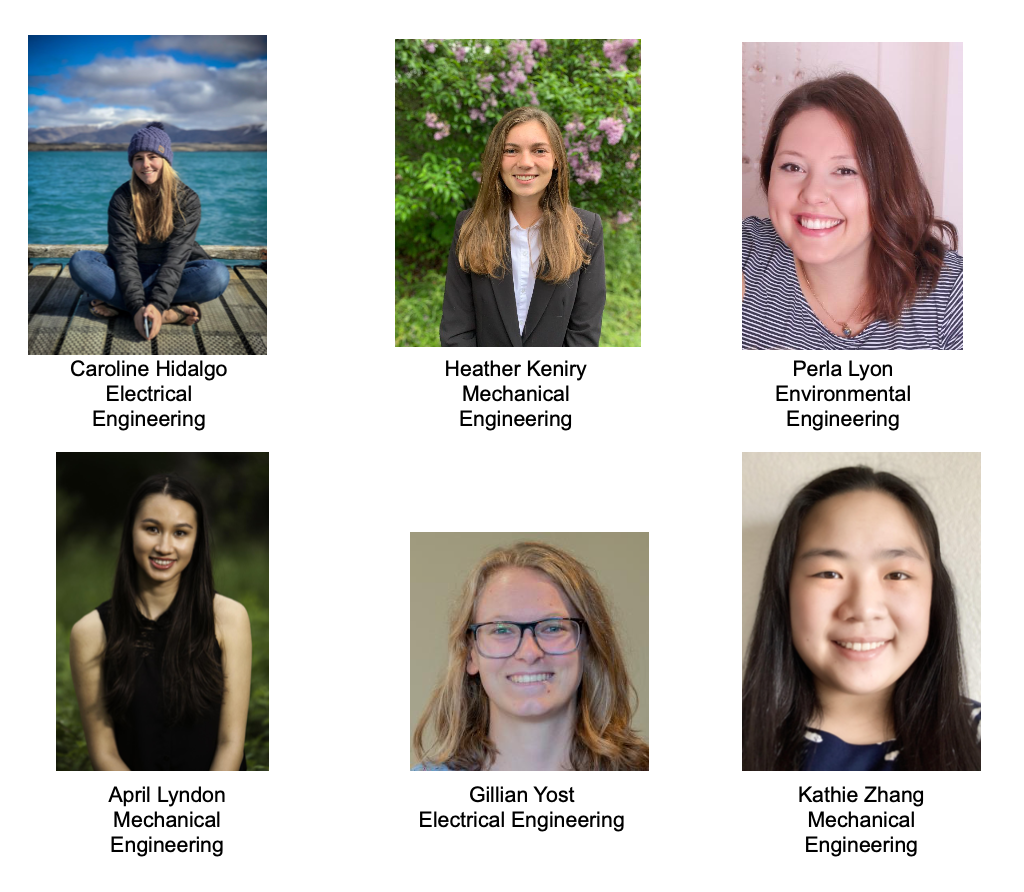 Caroline Hidalgo
Electrical
Engineering
Heather Keniry
Mechanical
Engineering
Perla Lyon
Environmental
Engineering
April Lyndon
Mechanical
Engineering
Gillian Yost
Electrical Engineering
Kathie Zhang
Mechanical
Engineering